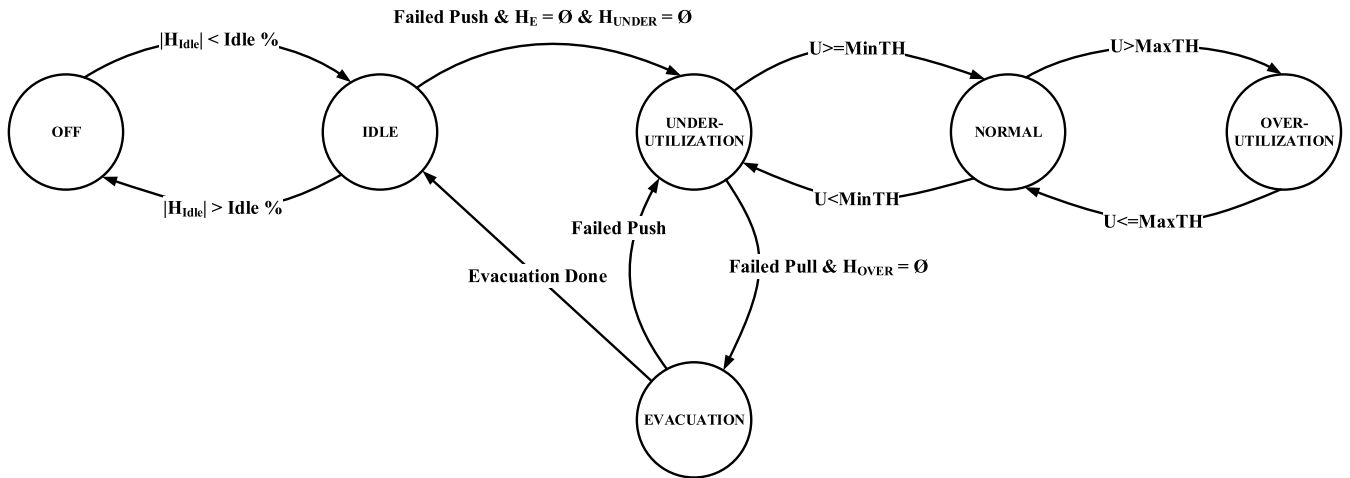 Failed Push & H_E = Ø & H_UNDER = Ø
|H_Idle| < Idle %
U>=MinTH
U>MaxTH
OFF
IDLE
UNDER-
UTILIZATION
NORMAL
OVER-
UTILIZATION
|H_Idle| > Idle %
U<MinTH
U<=MaxTH
Failed Push
Failed Pull & H_OVER = Ø
Evacuation Done
EVACUATION